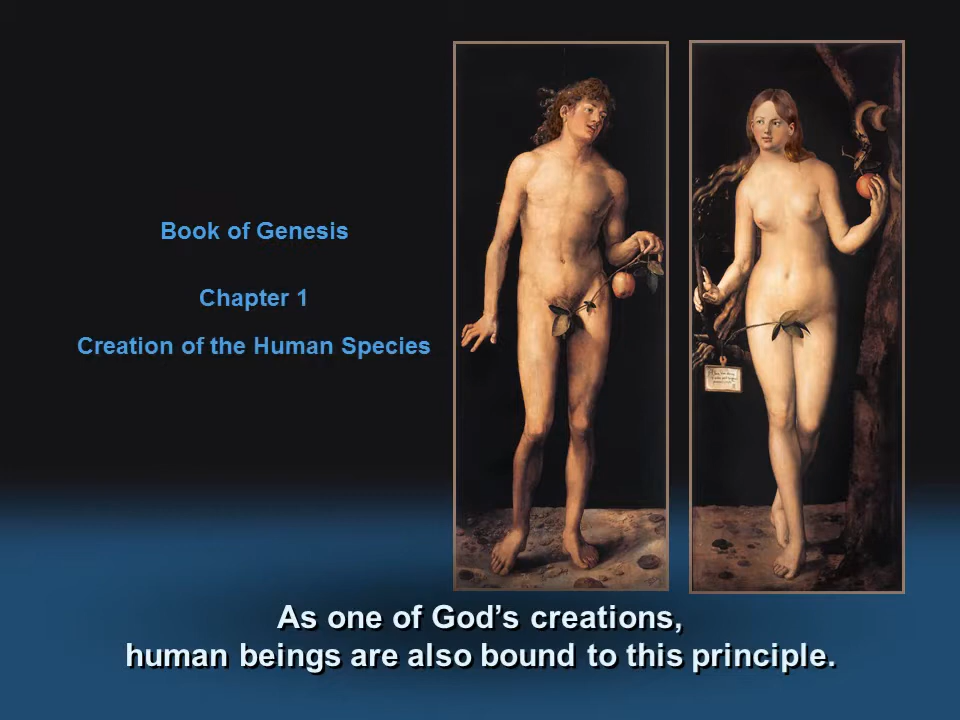 Book of Genesis
Chapter 1
Creation of the Human Species
As one of God’s creations,
human beings are also bound to this principle.